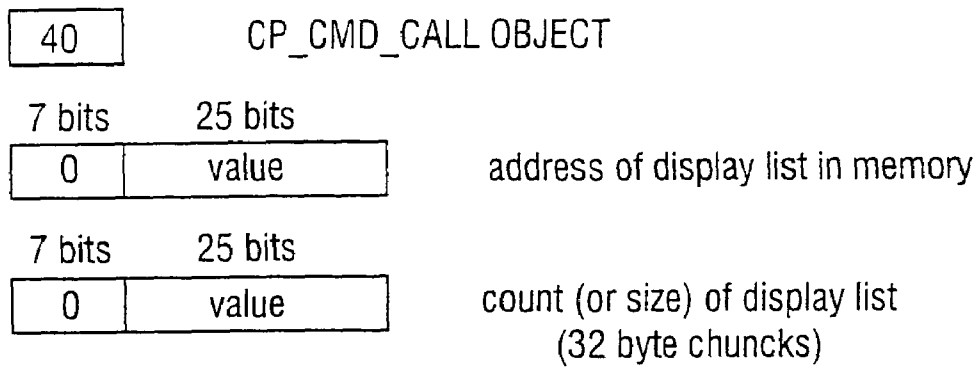 40 CP_CMD_CALL OBJECT
7 bits 25 bits
0 value address of display list in memory
7 bits 25 bits
0 value count (or size) of display list
(32 byte chuncks)